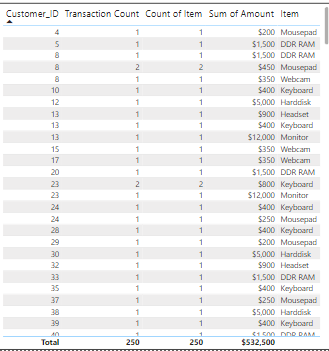 Customer_ID Transaction Count Count of Item Sum of Amount Item
4 1 1 $200 Mousepad
5 1 1 $1,500 DDR RAM
8 1 1 $1,500 DDR RAM
8 2 2 $450 Mousepad
8 1 1 $350 Webcam
10 1 1 $400 Keyboard
12 1 1 $5,000 Harddisk
13 1 1 $900 Headset
13 1 1 $400 Keyboard
13 1 1 $12,000 Monitor
15 1 1 $350 Webcam
17 1 1 $350 Webcam
20 1 1 $1,500 DDR RAM
23 2 2 $800 Keyboard
23 1 1 $12,000 Monitor
24 1 1 $400 Keyboard
24 1 1 $250 Mousepad
28 1 1 $400 Keyboard
29 1 1 $200 Mousepad
30 1 1 $5,000 Harddisk
32 1 1 $900 Headset
33 1 1 $1,500 DDR RAM
35 1 1 $400 Keyboard
37 1 1 $250 Mousepad
38 1 1 $5,000 Harddisk
39 1 1 $400 Keyboard
40 1 1 $1,500 DDR RAM
Total 250 250 $532,500